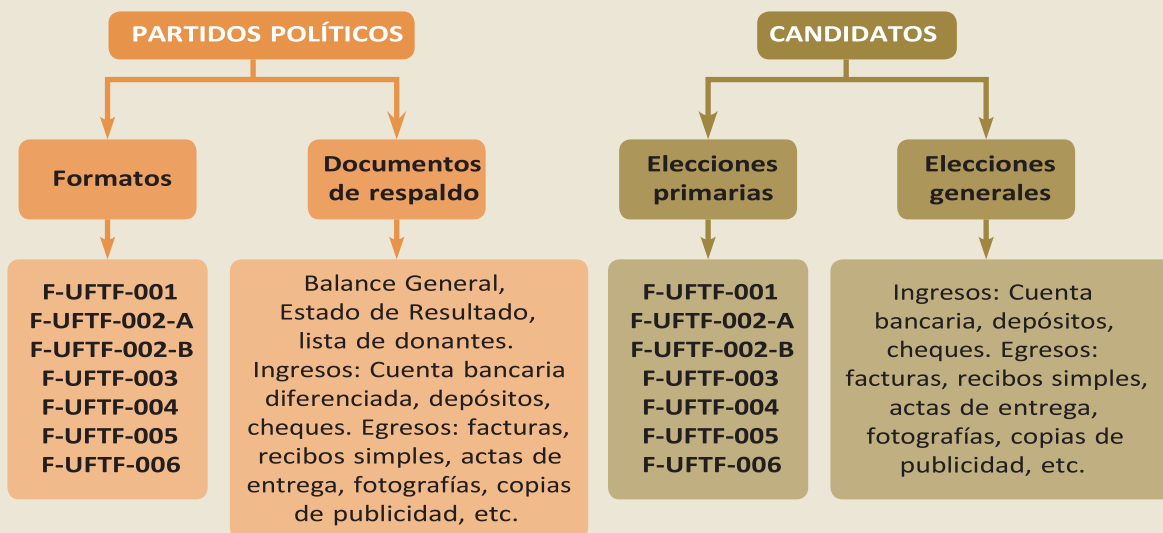 PARTIDOS POLÍTICOS
Formatos
F-UFTF-001
F-UFTF-002-A
F-UFTF-002-B
F-UFTF-003
F-UFTF-004
F-UFTF-005
F-UFTF-006
Documentos
de respaldo
Balance General,
Estado de Resultado,
lista de donantes.
Ingresos: Cuenta bancaria
diferenciada, depósitos,
cheques. Egresos: facturas,
recibos simples, actas de
entrega, fotografías, copias
de publicidad, etc.
CANDIDATOS
Elecciones
primarias
F-UFTF-001
F-UFTF-002-A
F-UFTF-002-B
F-UFTF-003
F-UFTF-004
F-UFTF-005
F-UFTF-006
Elecciones
generales
Ingresos: Cuenta
bancaria, depósitos,
cheques. Egresos:
facturas, recibos simples,
actas de entrega,
fotografías, copias de
publicidad, etc.